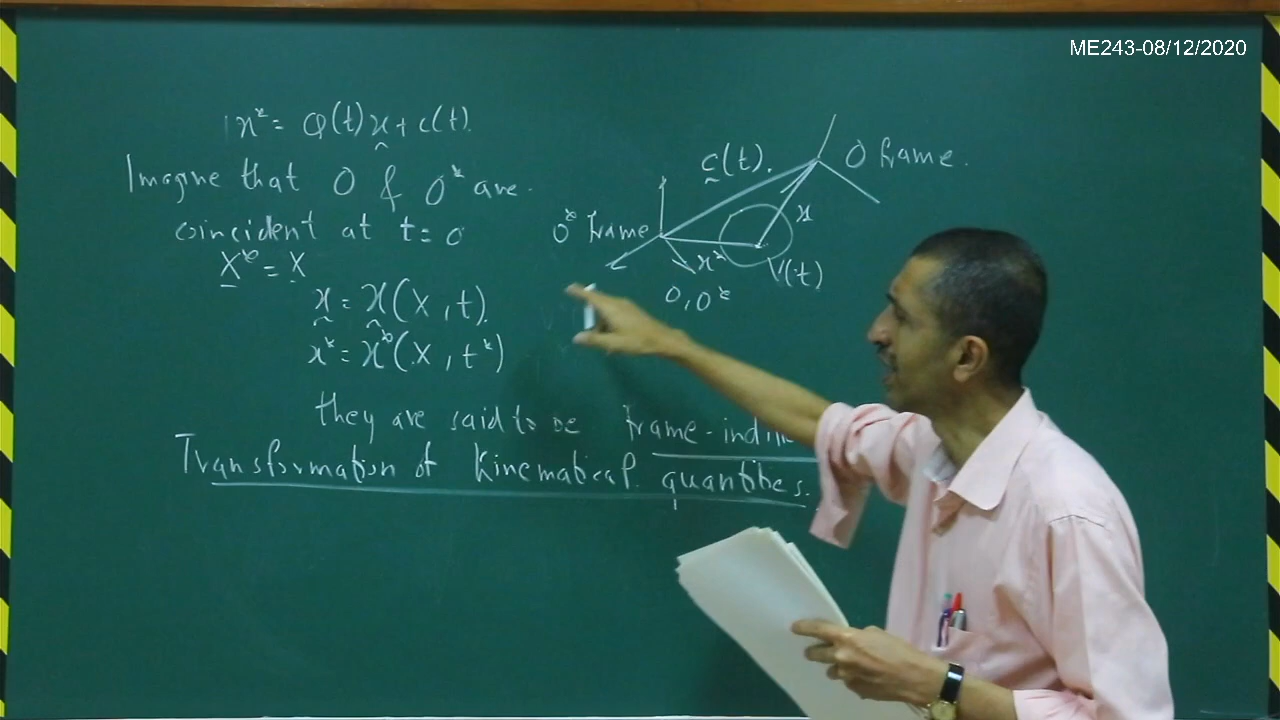 ME243-08/12/2020
x* = Q(t)x + c(t).
Imagine that O & O* are
coincident at t=0
X* = X
x = χ(X, t).
x* = χ*(X, t*)
they are said to be frame-indi
Transformation of Kinematical quantities.
c(t).
O frame.
O* frame
x
x*
V(t)
O, O*